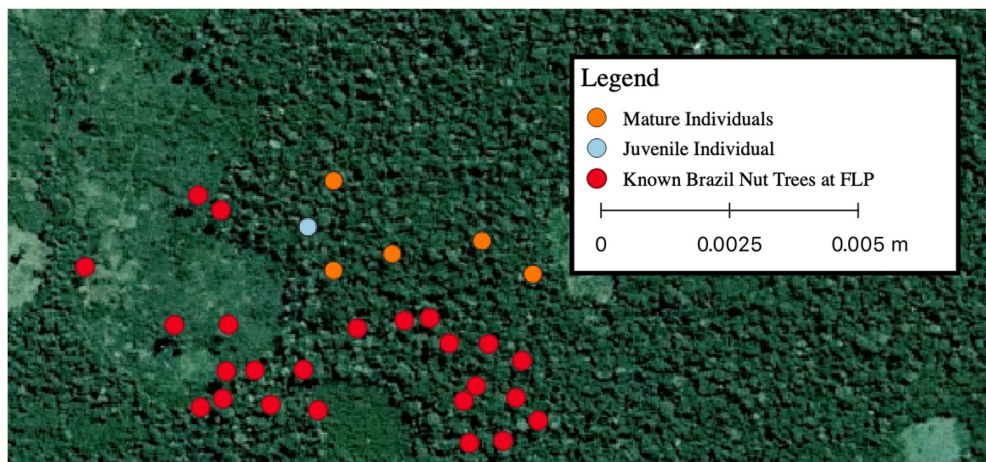 Legend
Mature Individuals
Juvenile Individual
Known Brazil Nut Trees at FLP
0 0.0025 0.005 m